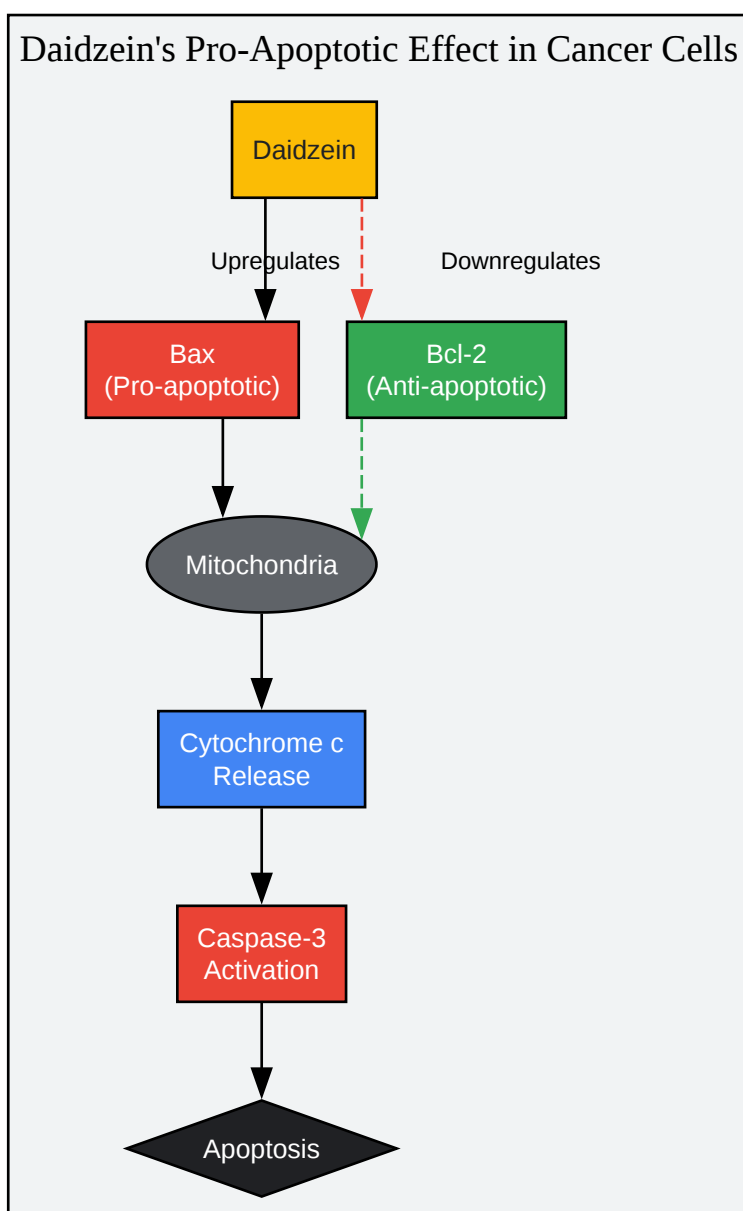 Daidzein's Pro-Apoptotic Effect in Cancer Cells
Daidzein
Upregulates
Downregulates
Bax
(Pro-apoptotic)
Bcl-2
(Anti-apoptotic)
Mitochondria
Cytochrome c
Release
Caspase-3
Activation
Apoptosis